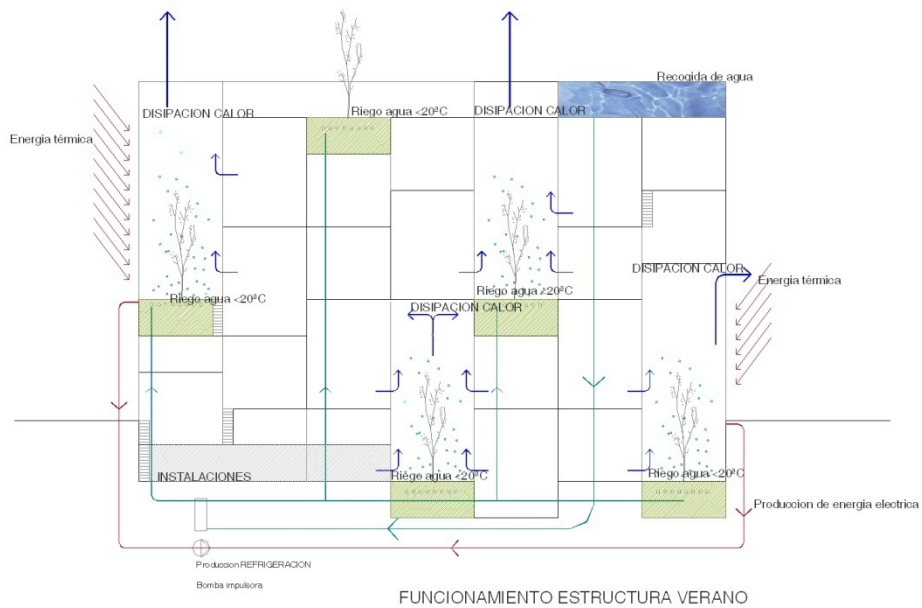 Recogida de agua
DISIPACION CALOR
Riego agua <20ºC
DISIPACION CALOR
Energia térmica
DISIPACION CALOR
Energia térmica
Riego agua <20ºC
Riego agua <20ºC
DISIPACION CALOR
INSTALACIONES
Riego agua <20ºC
Riego agua <20ºC
Produccion de energia electrica
Produccion REFRIGERACION
Bomba impulsora
FUNCIONAMIENTO ESTRUCTURA VERANO